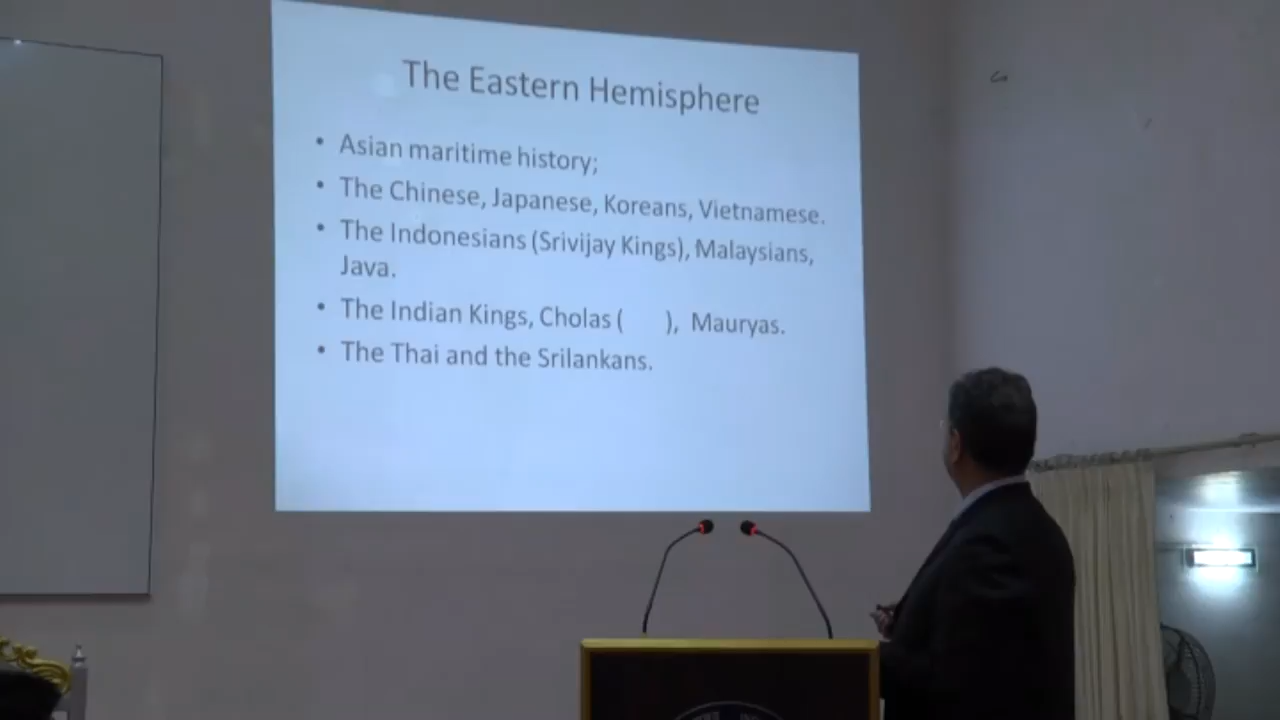 The Eastern Hemisphere
• Asian maritime history;
• The Chinese, Japanese, Koreans, Vietnamese.
• The Indonesians (Srivijay Kings), Malaysians,
Java.
• The Indian Kings, Cholas (      ),  Mauryas.
• The Thai and the Srilankans.